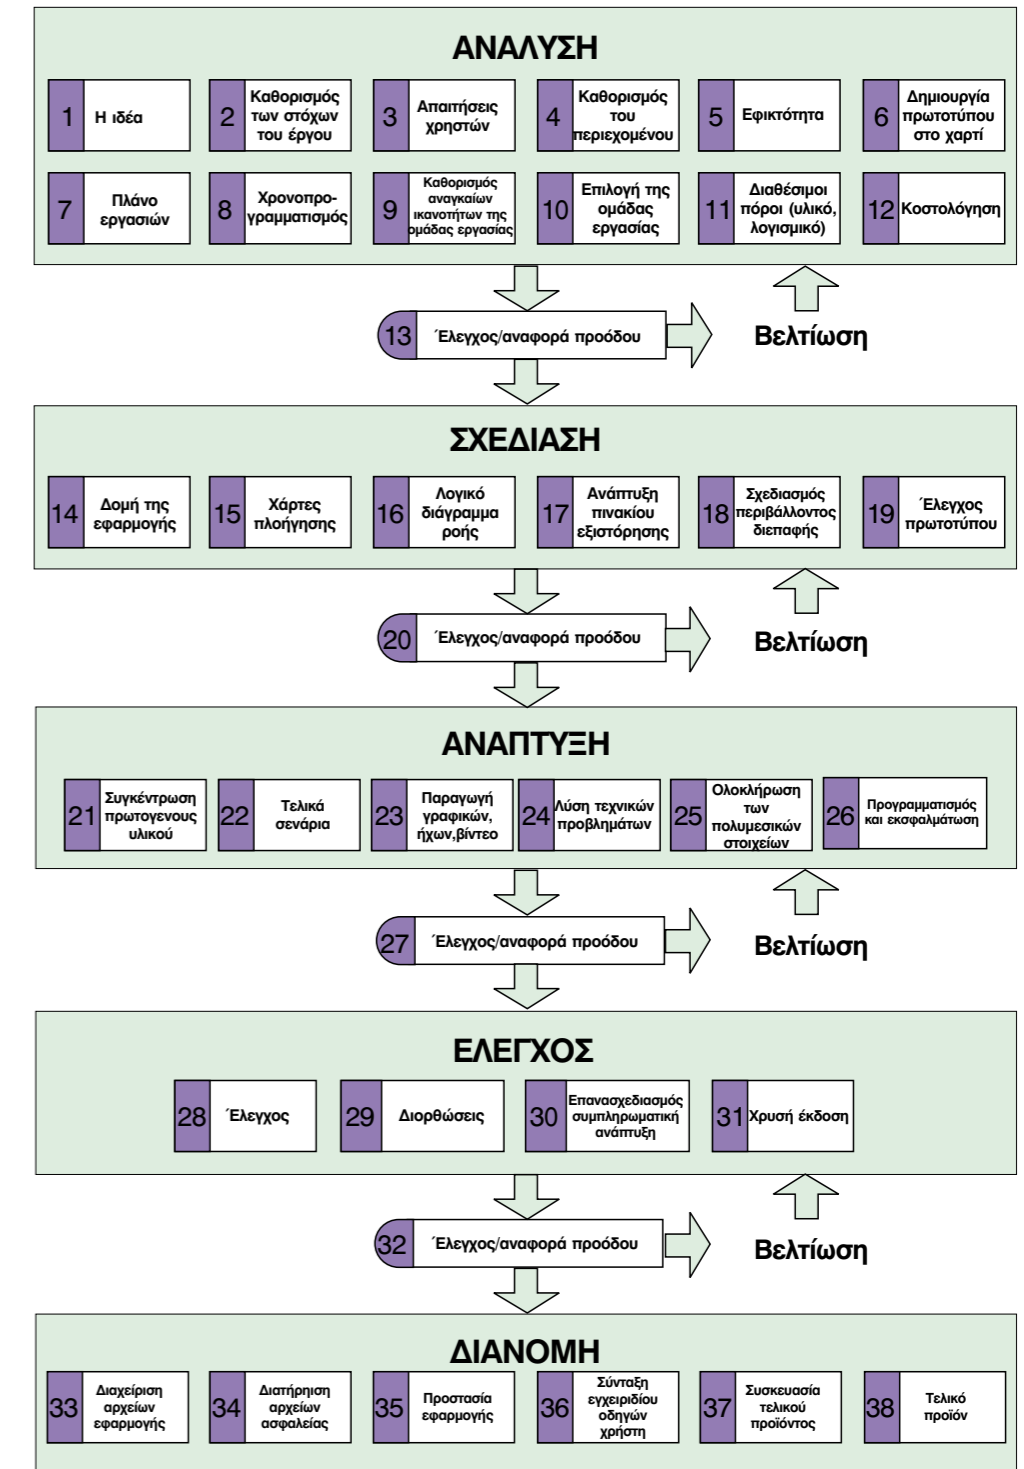 ΑΝΑΛΥΣΗ
1
Η ιδέα
2
Καθορισμός
των στόχων
του έργου
3
Απαιτήσεις
χρηστών
4
Καθορισμός
του
περιεχομένου
5
Εφικτότητα
6
Δημιουργία
πρωτοτύπου
στο χαρτί
7
Πλάνο
εργασιών
8
Χρονοπρο-
γραμματισμός
9
Καθορισμός
αναγκαίων
ικανοτήτων της
ομάδας εργασίας
10
Επιλογή της
ομάδας
εργασίας
11
Διαθέσιμοι
πόροι (υλικό,
λογισμικό)
12
Κοστολόγηση
13
Έλεγχος/αναφορά προόδου
Βελτίωση
ΣΧΕΔΙΑΣΗ
14
Δομή της
εφαρμογής
15
Χάρτες
πλοήγησης
16
Λογικό
διάγραμμα
ροής
17
Ανάπτυξη
πινακίου
εξιστόρησης
18
Σχεδιασμός
περιβάλλοντος
διεπαφής
19
Έλεγχος
πρωτοτύπου
20
Έλεγχος/αναφορά προόδου
Βελτίωση
ΑΝΑΠΤΥΞΗ
21
Συγκέντρωση
πρωτογενους
υλικού
22
Τελικά
σενάρια
23
Παραγωγή
γραφικών,
ήχων,βίντεο
24
Λύση τεχνικών
προβλημάτων
25
Ολοκλήρωση
των
πολυμεσικών
στοιχείων
26
Προγραμματισμός
και εκσφαλμάτωση
27
Έλεγχος/αναφορά προόδου
Βελτίωση
ΕΛΕΓΧΟΣ
28
Έλεγχος
29
Διορθώσεις
30
Επανασχεδιασμός
συμπληρωματική
ανάπτυξη
31
Χρυσή έκδοση
32
Έλεγχος/αναφορά προόδου
Βελτίωση
ΔΙΑΝΟΜΗ
33
Διαχείριση
αρχείων
εφαρμογής
34
Διατήρηιση
αρχείων
ασφαλείας
35
Προστασία
εφαρμογής
36
Σύνταξη
εγχειριδίου
οδηγών
χρήστη
37
Συσκευασία
τελικού
προϊόντος
38
Τελικό
προϊόν